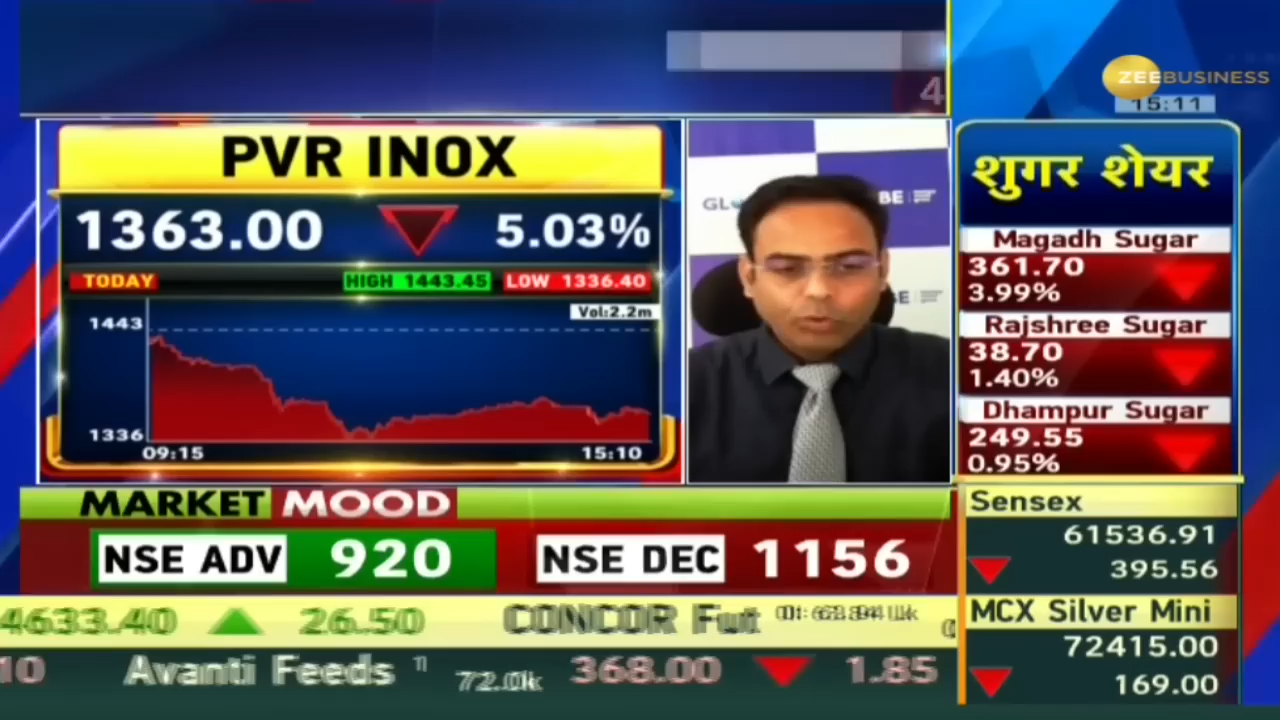 ZEEBUSINESS
15:11
PVR INOX
1363.00 5.03%
TODAY HIGH 1443.45 LOW 1336.40
Vol:2.2m
1443
1336
09:15 15:10
शुगर शेयर
Magadh Sugar
361.70
3.99%
Rajshree Sugar
38.70
1.40%
Dhampur Sugar
249.55
0.95%
MARKET MOOD
NSE ADV 920 NSE DEC 1156
Sensex
61536.91
395.56
MCX Silver Mini
72415.00
169.00
4633.40 26.50 CONCOR Fut
10 Avanti Feeds 72.0k 368.00 1.85